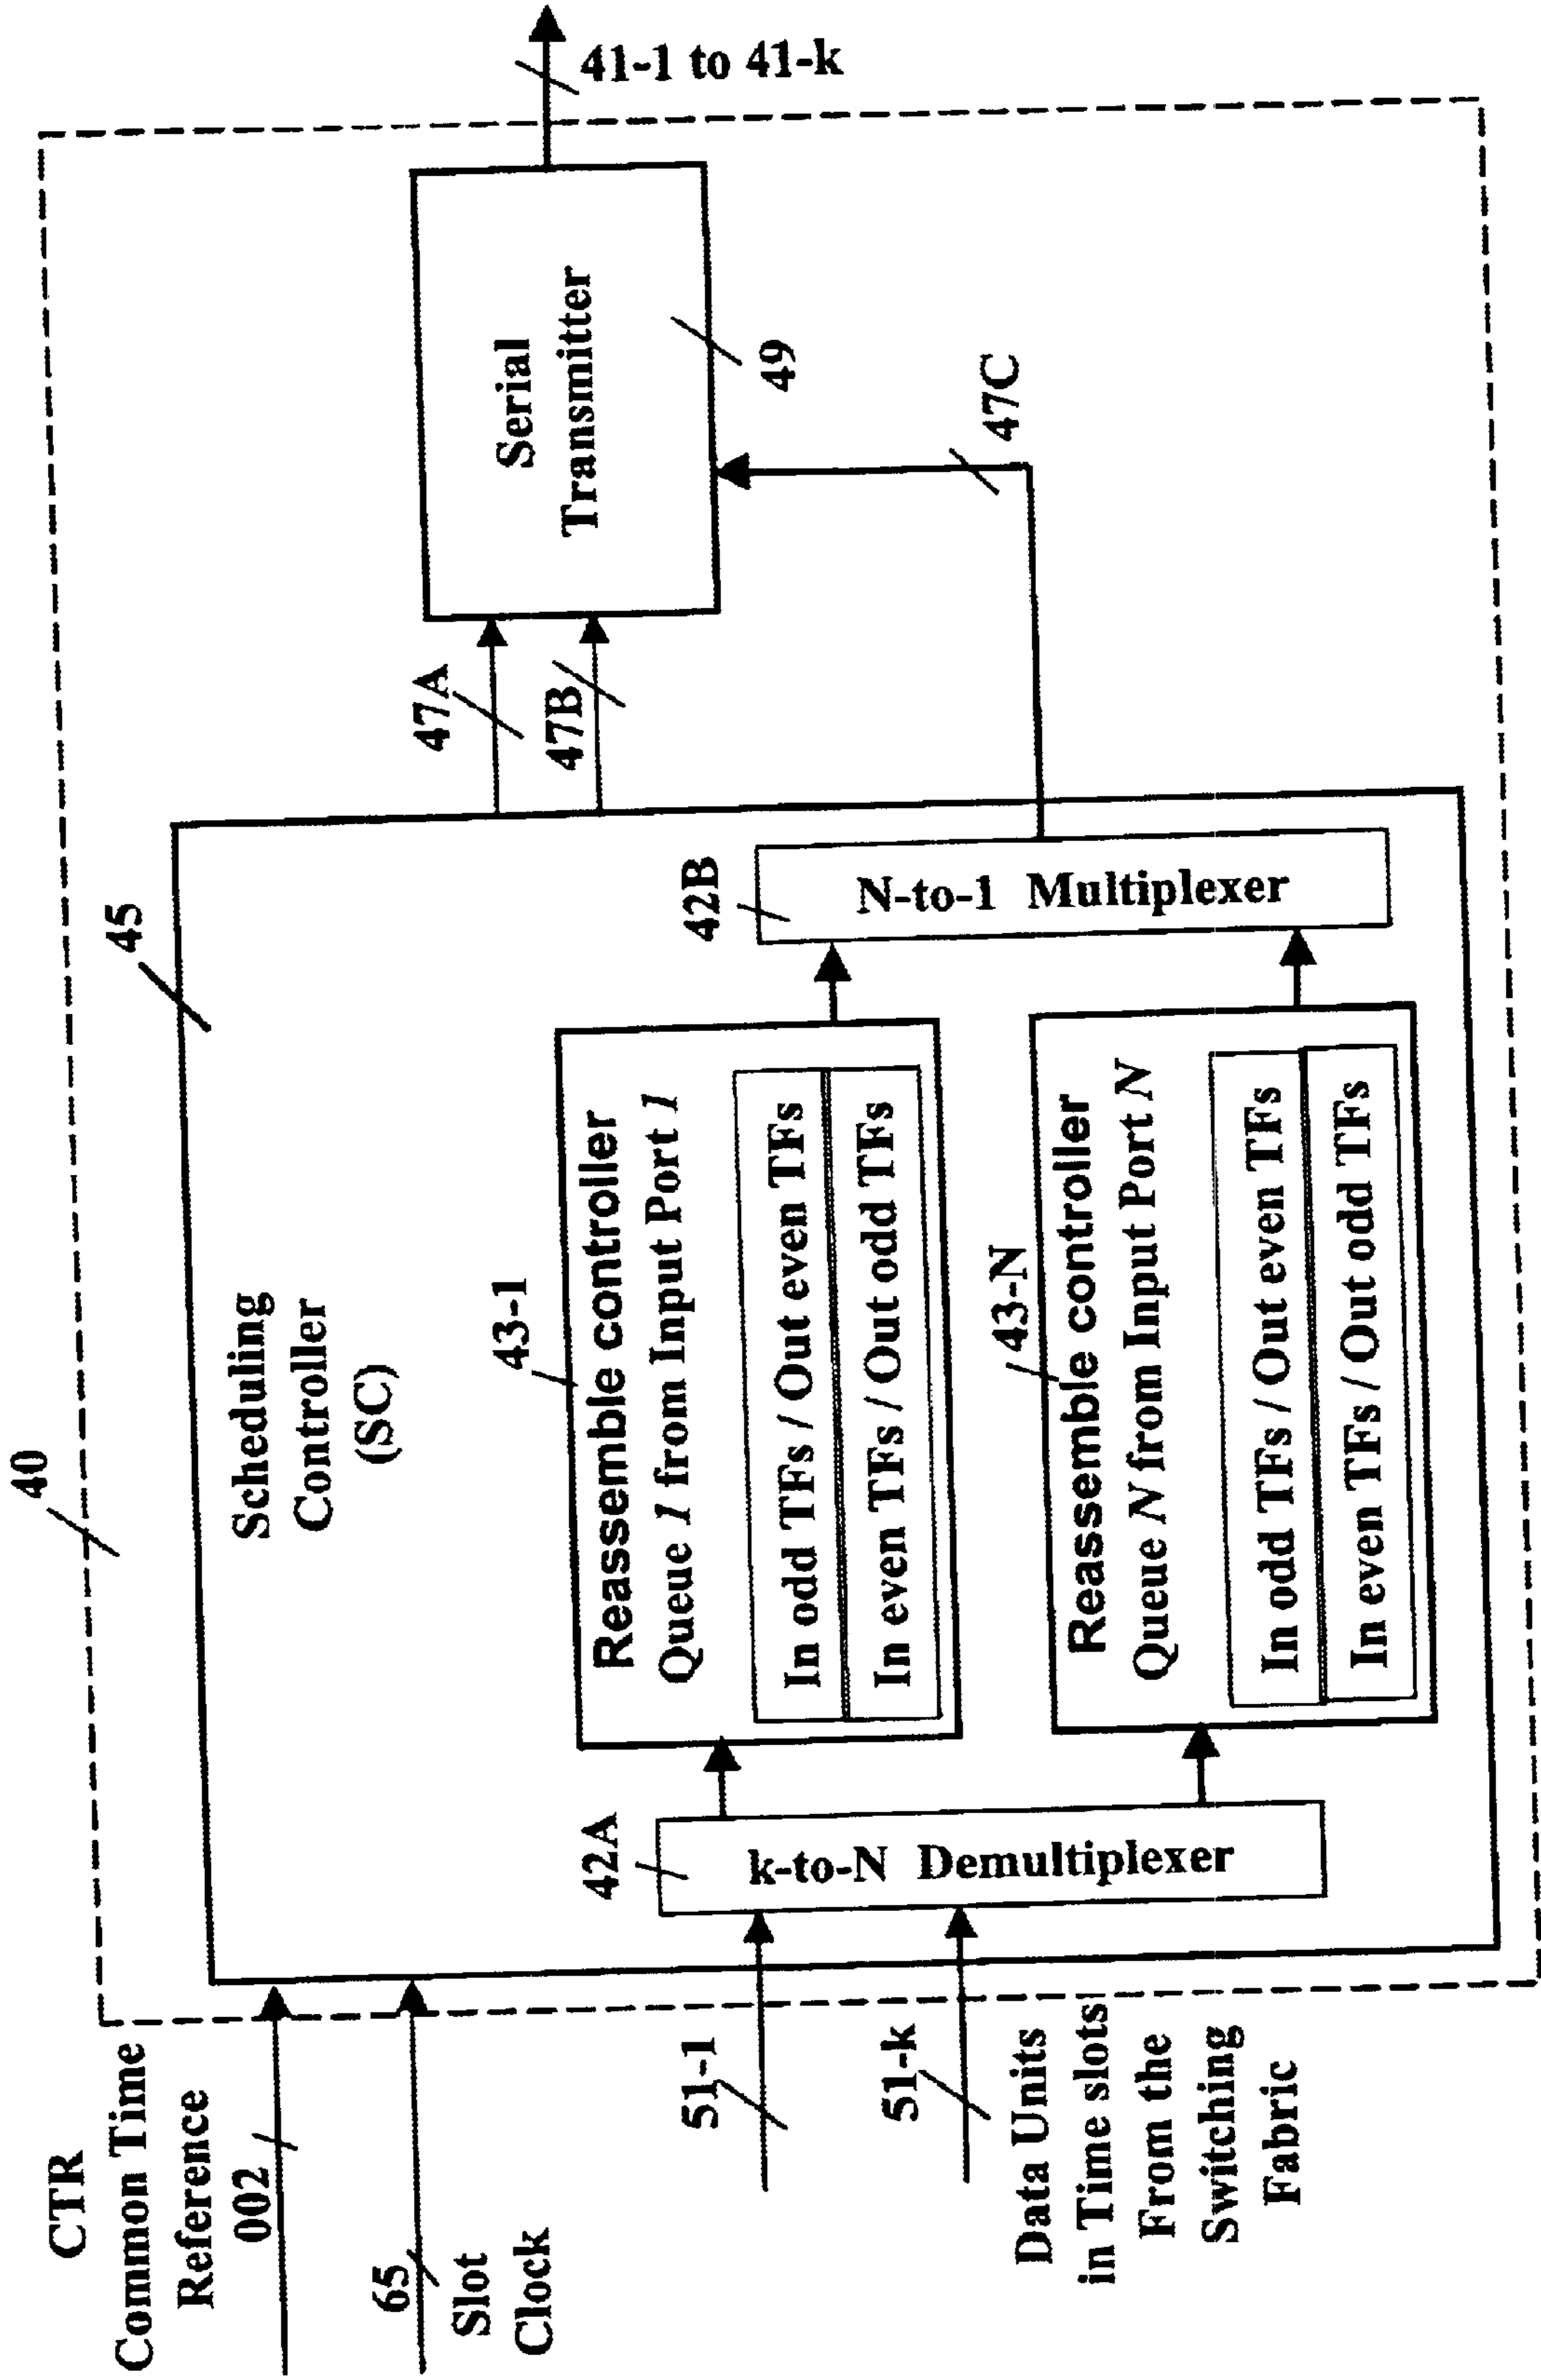 40
45
CTR
Common Time
Reference
002
65
Slot
Clock
51-1
51-k
Data Units
in Time slots
From the
Switching
Fabric
Scheduling
Controller
(SC)
42A
k-to-N Demultiplexer
43-1
Reassemble controller
Queue 1 from Input Port 1
In odd TFs / Out even TFs
In even TFs / Out odd TFs
43-N
Reassemble controller
Queue N from Input Port N
In odd TFs / Out even TFs
In even TFs / Out odd TFs
42B
N-to-1 Multiplexer
47A
47B
47C
Serial
Transmitter
49
41-1 to 41-k